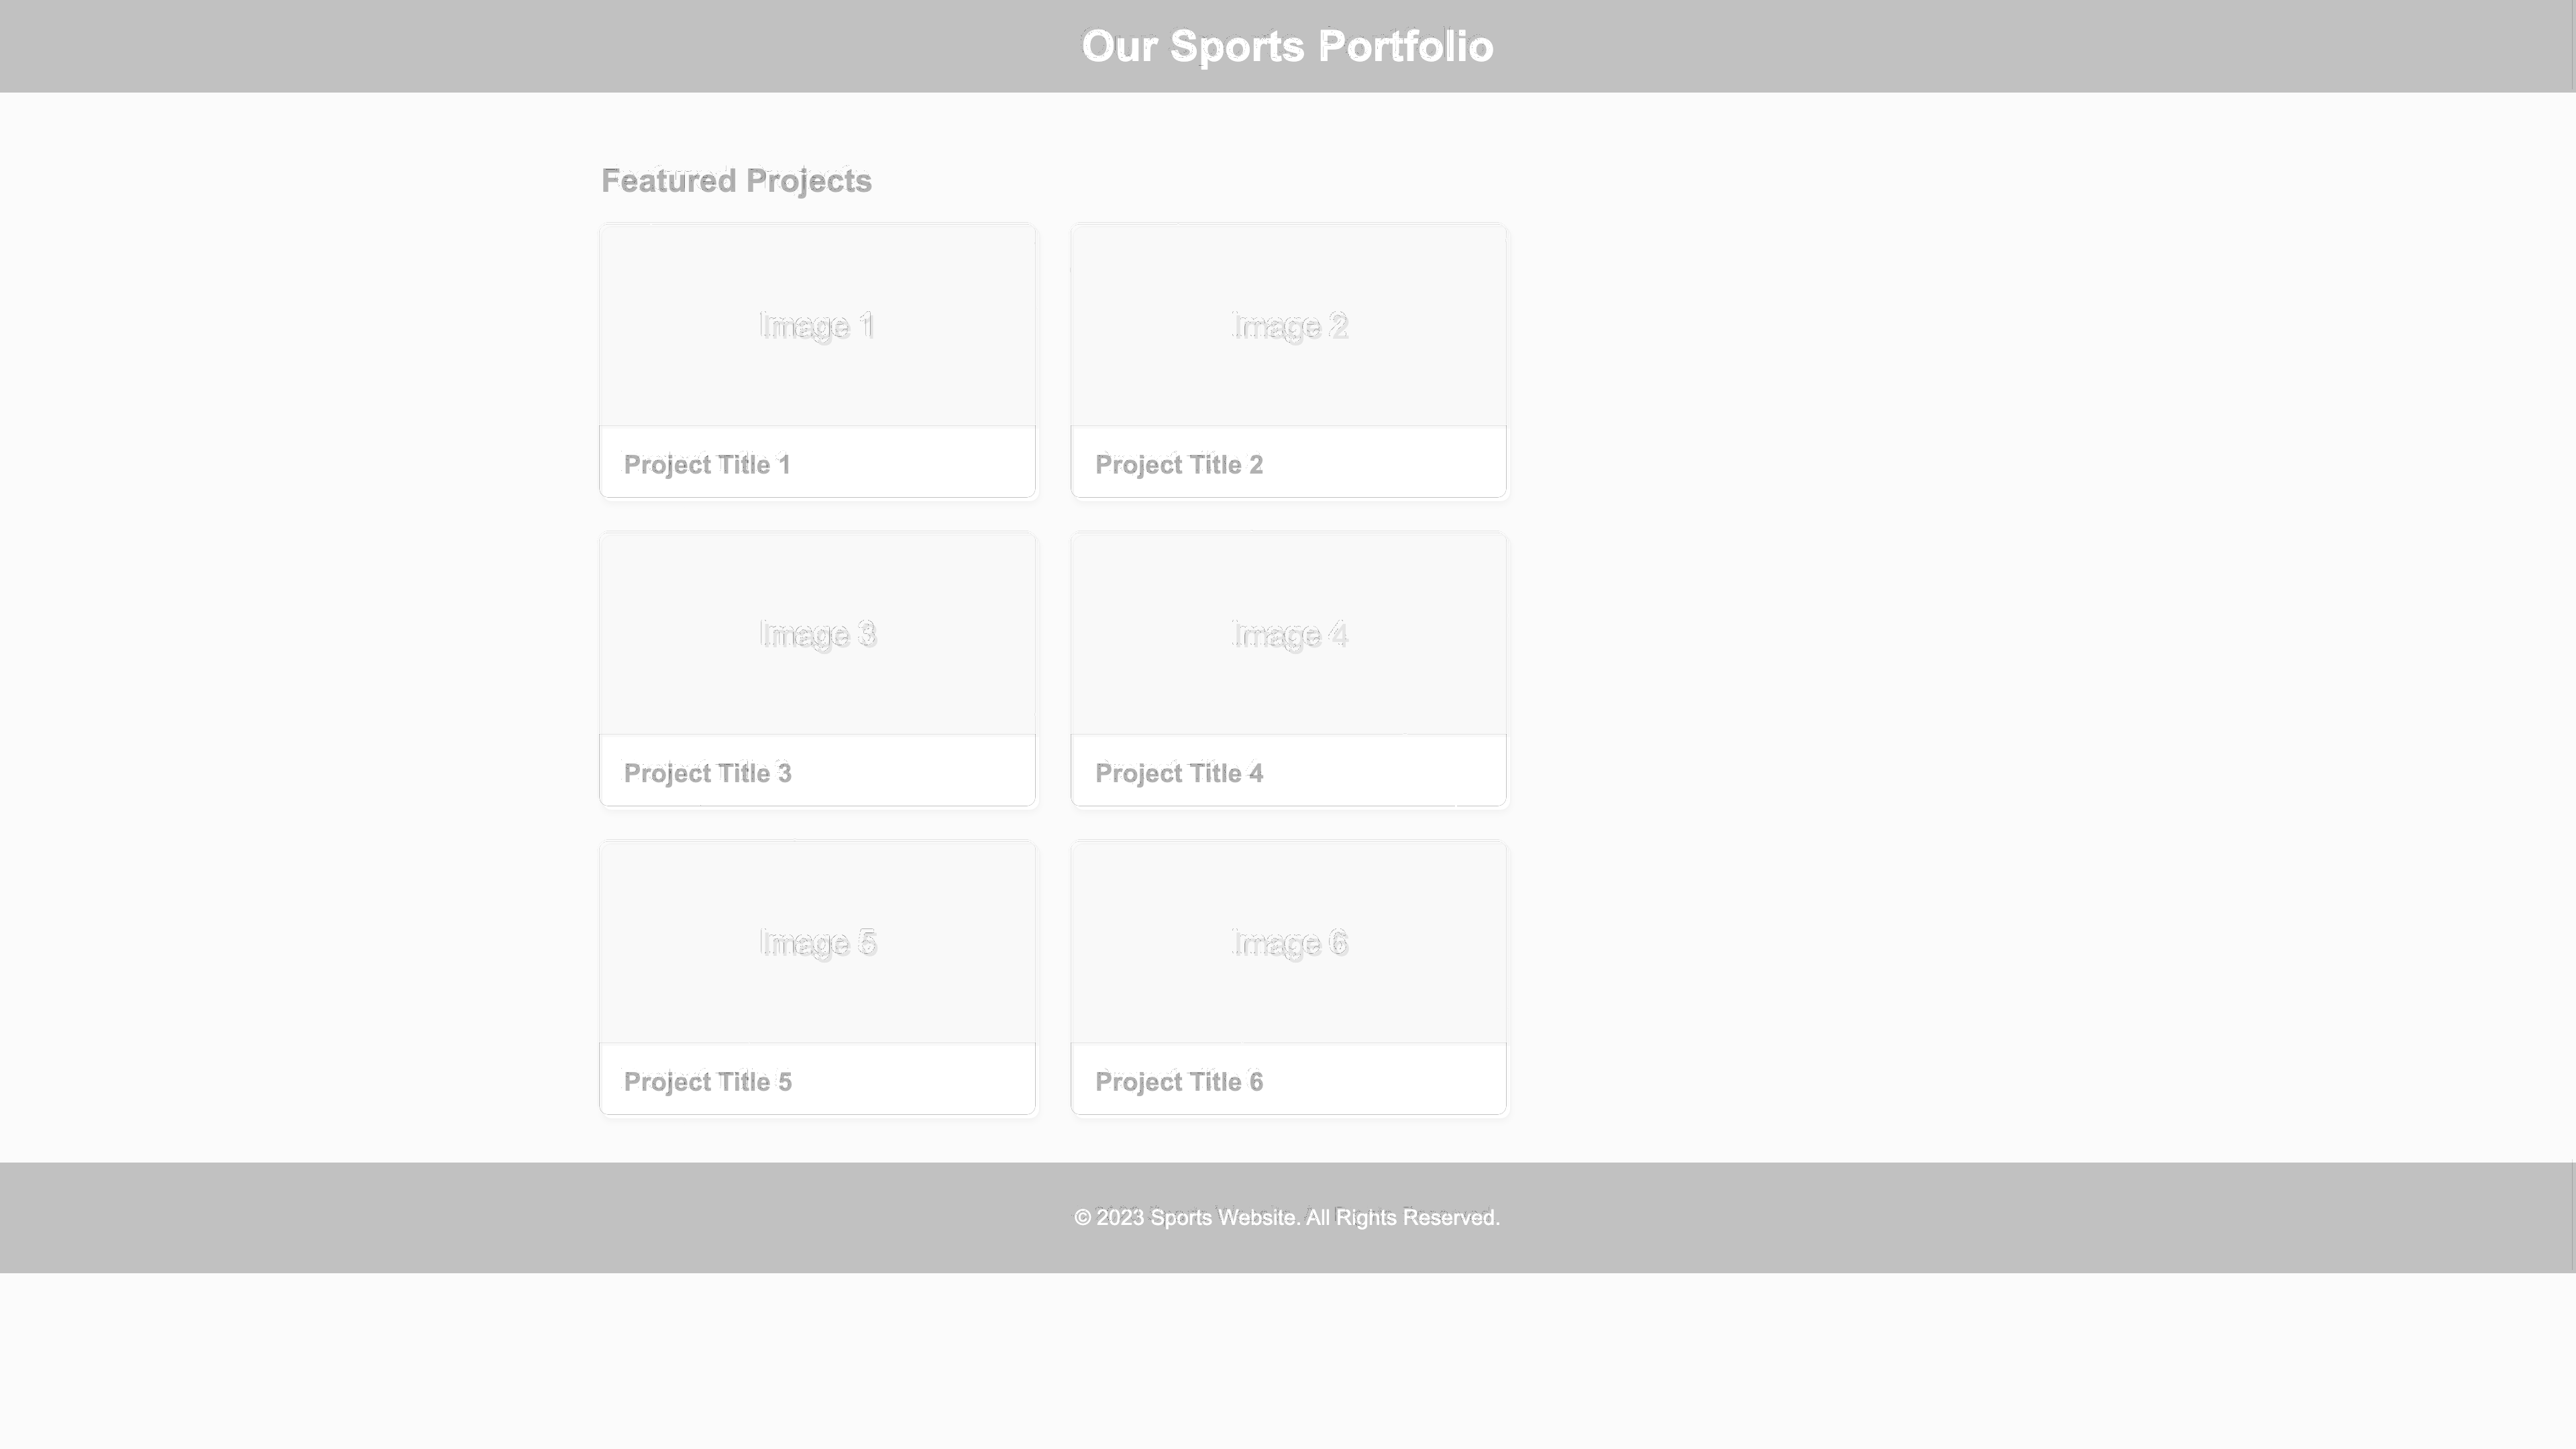 Our Sports Portfolio
Featured Projects
Image 1
Image 2
Project Title 1
Project Title 2
Image 3
Image 4
Project Title 3
Project Title 4
Image 5
Image 6
Project Title 5
Project Title 6
© 2023 Sports Website. All Rights Reserved.